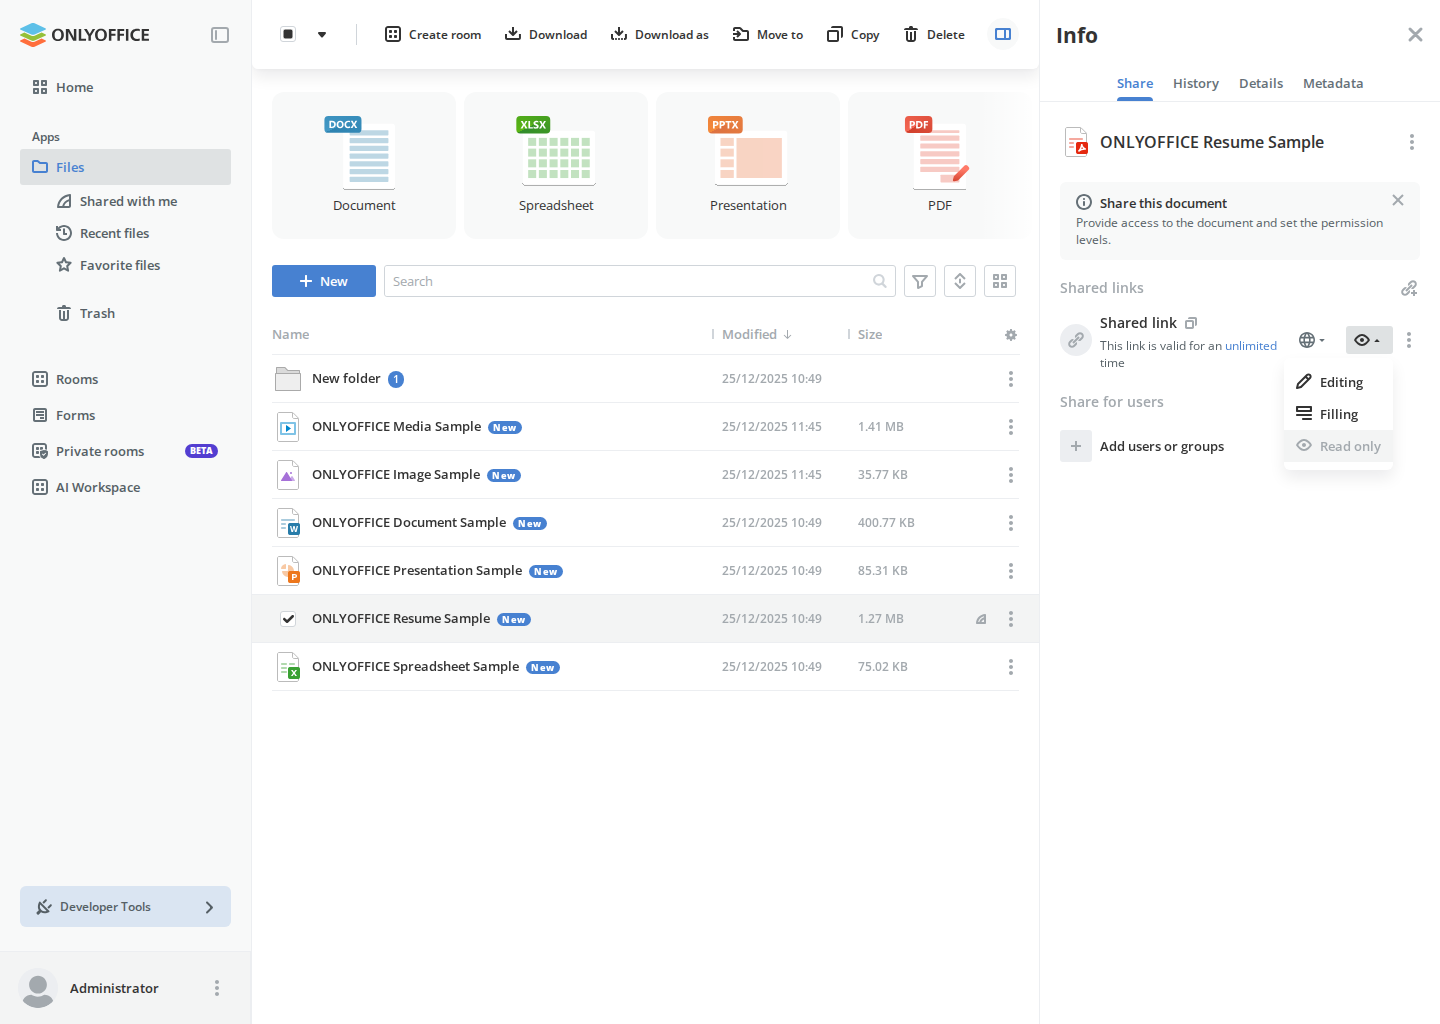 ONLYOFFICE
Home
Apps
Files
Shared with me
Recent files
Favorite files
Trash
Rooms
Forms
Private rooms BETA
AI Workspace
Developer Tools
Administrator
Create room Download Download as Move to Copy Delete
DOCX XLSX PPTX PDF
Document Spreadsheet Presentation PDF
New Search
Name Modified Size
New folder 1 25/12/2025 10:49
ONLYOFFICE Media Sample New 25/12/2025 11:45 1.41 MB
ONLYOFFICE Image Sample New 25/12/2025 11:45 35.77 KB
W ONLYOFFICE Document Sample New 25/12/2025 10:49 400.77 KB
P ONLYOFFICE Presentation Sample New 25/12/2025 10:49 85.31 KB
ONLYOFFICE Resume Sample New 25/12/2025 10:49 1.27 MB
X ONLYOFFICE Spreadsheet Sample New 25/12/2025 10:49 75.02 KB
Info
Share History Details Metadata
ONLYOFFICE Resume Sample
Share this document
Provide access to the document and set the permission
levels.
Shared links
Shared link
This link is valid for an unlimited
time
Editing
Filling
Read only
Share for users
Add users or groups